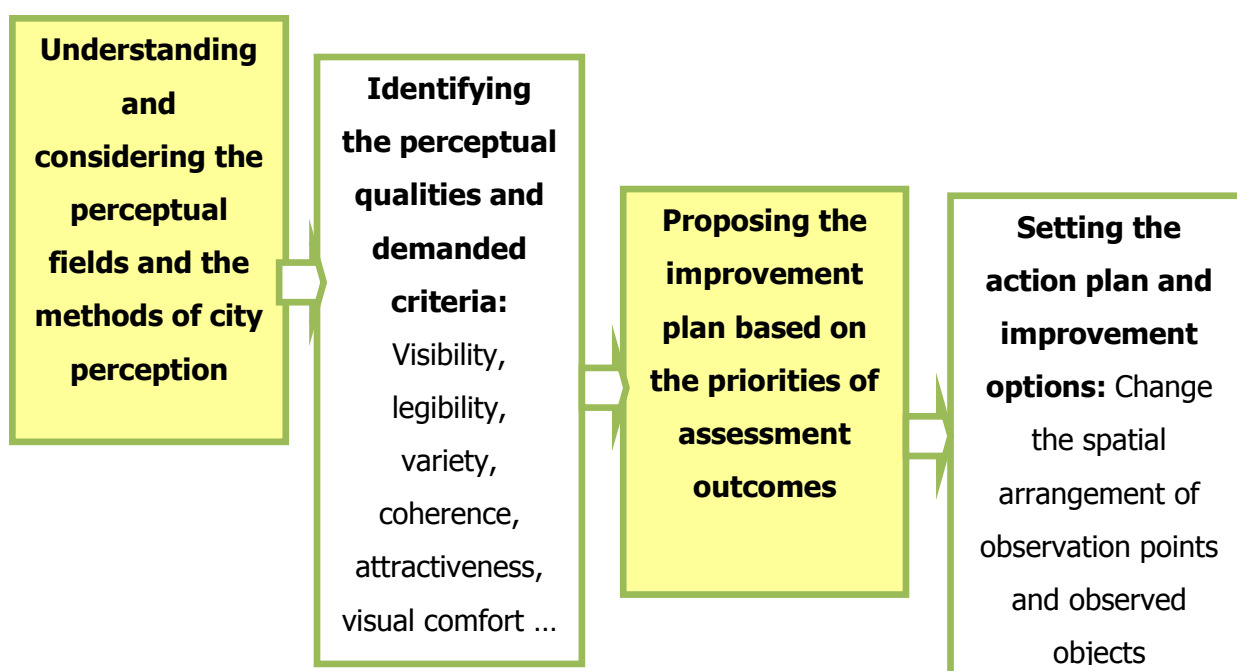 Understanding
and
considering the
perceptual
fields and the
methods of city
perception
Identifying
the perceptual
qualities and
demanded
criteria:
Visibility,
legibility,
variety,
coherence,
attractiveness,
visual comfort ...
Proposing the
improvement
plan based on
the priorities of
assessment
outcomes
Setting the
action plan and
improvement
options: Change
the spatial
arrangement of
observation points
and observed
objects